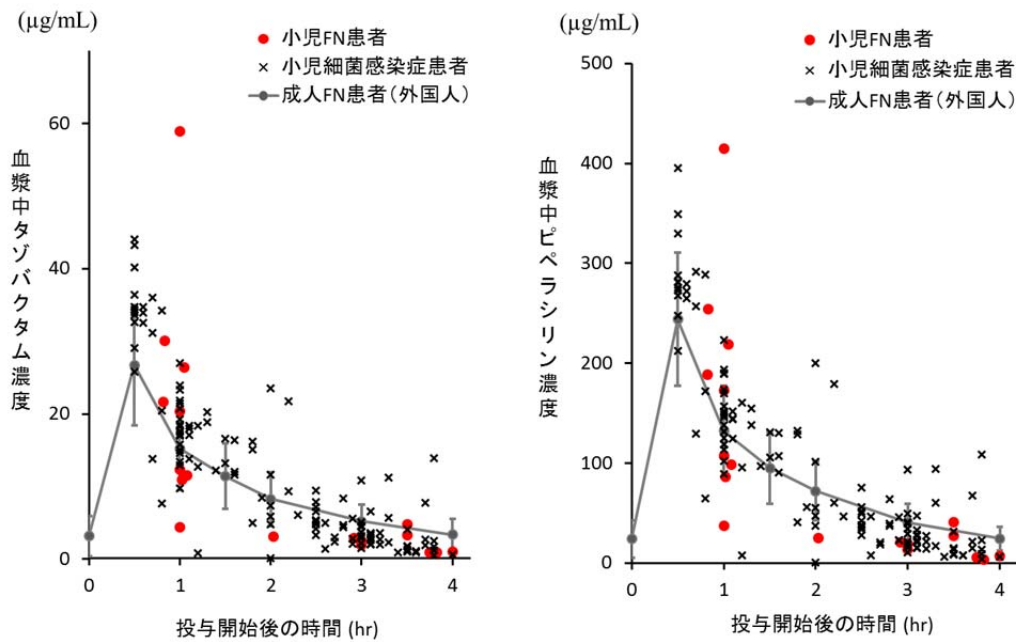 (µg/mL)
小児FN患者
小児細菌感染症患者
成人FN患者(外国人)
60
40
20
0
血漿中タゾバクタム濃度
0 1 2 3 4
投与開始後の時間 (hr)
(µg/mL)
小児FN患者
小児細菌感染症患者
成人FN患者(外国人)
500
400
300
200
100
0
血漿中ピペラシリン濃度
0 1 2 3 4
投与開始後の時間 (hr)